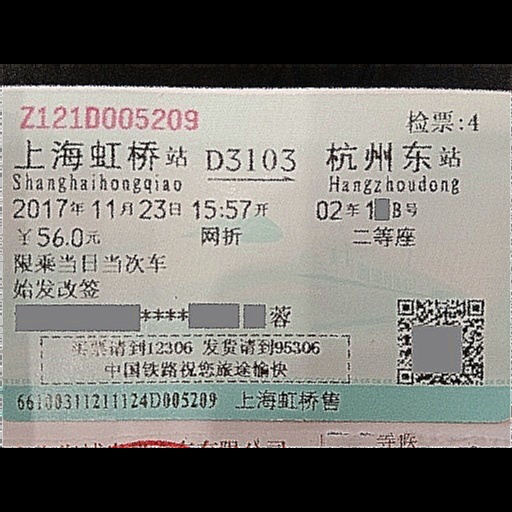 Z121D005209 检票:4
上海虹桥站 D3103 杭州东站
Shanghaihongqiao Hangzhoudong
2017年11月23日 15:57开 02车1 B号
￥56.0元 网折 二等座
限乘当日当次车
始发改签
**** 蓉
买票请到12306 发货请到95306
中国铁路祝您旅途愉快
66100311211124D005209 上海虹桥售